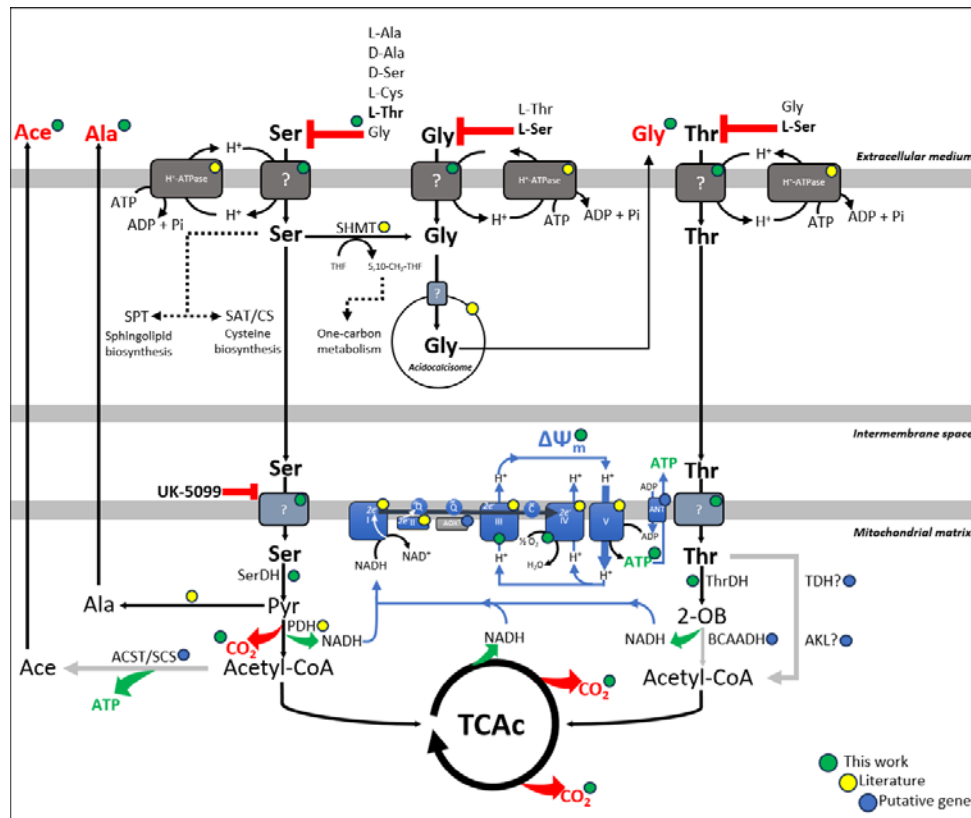 L-Ala
D-Ala
D-Ser
L-Cys
L-Thr
Gly
L-Thr
L-Ser
Gly
L-Ser
Ace
Ala
Ser
Gly
Gly
Thr
Extracellular medium
H⁺
H⁺-ATPase
?
ATP
ADP + Pi
H⁺
?
H⁺
H⁺-ATPase
ATP
ADP + Pi
?
H⁺
H⁺-ATPase
ATP
ADP + Pi
Ser
SHMT
Gly
Thr
THF
5,10-CH₂-THF
?
SPT
Sphingolipid
biosynthesis
SAT/CS
Cysteine
biosynthesis
One-carbon
metabolism
Gly
Acidocalcisome
Intermembrane space
ΔΨm
Ser
H⁺
H⁺
H⁺
ATP
Thr
UK-5099
?
2e⁻
I
2e⁻
II
Q
Q
AOX
2e⁻
III
C
2e⁻
IV
V
ADP
ANT
ADP
?
Mitochondrial matrix
NADH
NAD⁺
½ O₂
H₂O
H⁺
H⁺
H⁺
ATP
Ser
Thr
SerDH
ThrDH
TDH?
Ala
Pyr
2-OB
PDH
NADH
NADH
NADH
BCAADH
AKL?
CO₂
Ace
ACST/SCS
Acetyl-CoA
Acetyl-CoA
ATP
CO₂
TCAc
CO₂
This work
Literature
Putative gene